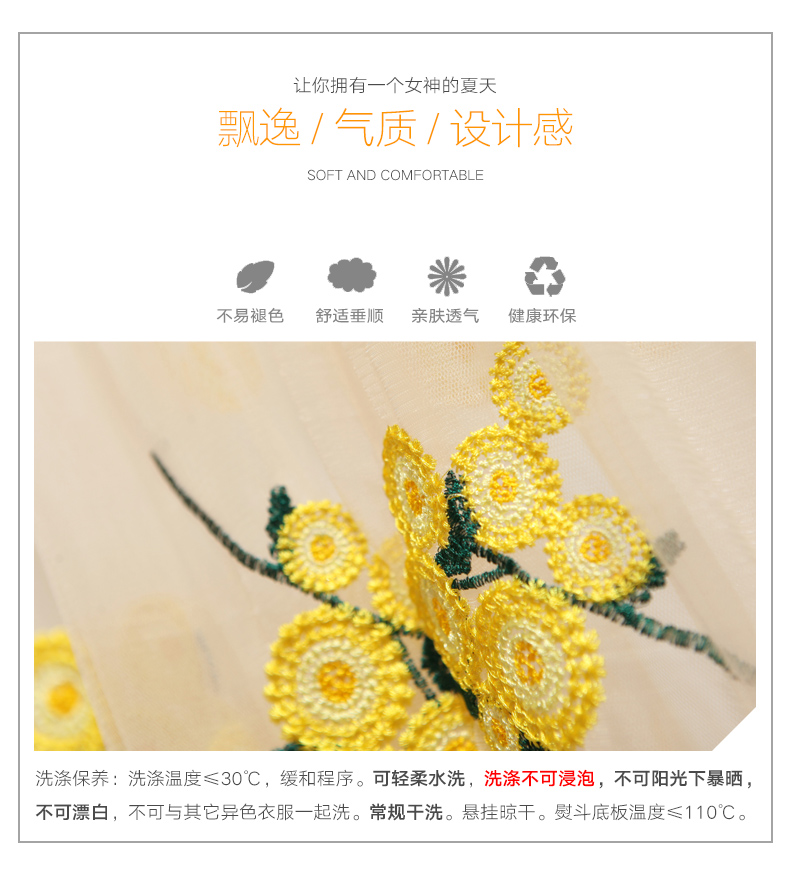 让你拥有一个女神的夏天
飘逸 / 气质 / 设计感
SOFT AND COMFORTABLE
不易褪色 舒适垂顺 亲肤透气 健康环保
洗涤保养：洗涤温度≤30℃，缓和程序。可轻柔水洗，洗涤不可浸泡，不可阳光下暴晒，
不可漂白，不可与其它异色衣服一起洗。常规干洗。悬挂晾干。熨斗底板温度≤110℃。